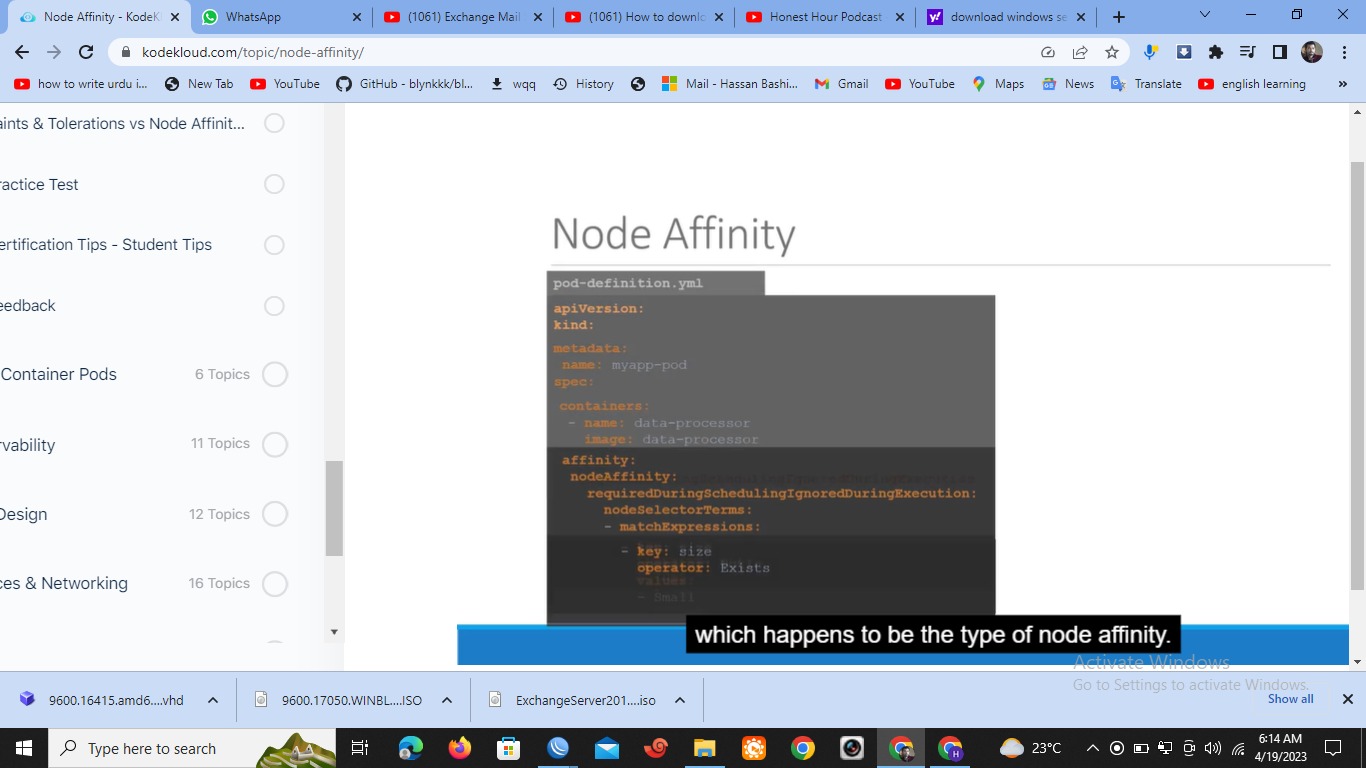 Node Affinity - KodeK
WhatsApp
(1061) Exchange Mail
(1061) How to downlo
Honest Hour Podcast
download windows se
kodekloud.com/topic/node-affinity/
how to write urdu i...
New Tab
YouTube
GitHub - blynkkk/bl...
wqq
History
Mail - Hassan Bashi...
Gmail
YouTube
Maps
News
Translate
english learning
»
aints & Tolerations vs Node Affinit...
ractice Test
ertification Tips - Student Tips
eedback
Container Pods 6 Topics
rvability 11 Topics
Design 12 Topics
ces & Networking 16 Topics
Node Affinity
pod-definition.yml
apiVersion:
kind:
metadata:
name: myapp-pod
spec:
containers:
- name: data-processor
image: data-processor
affinity:
nodeAffinity:
requiredDuringSchedulingIgnoredDuringExecution:
nodeSelectorTerms:
- matchExpressions:
- key: size
operator: Exists
values:
- Small
which happens to be the type of node affinity.
Activate Windows
Go to Settings to activate Windows.
9600.16415.amd6....vhd
9600.17050.WINBL....ISO
ExchangeServer201....iso
Show all
Type here to search
H
23°C
6:14 AM
4/19/2023